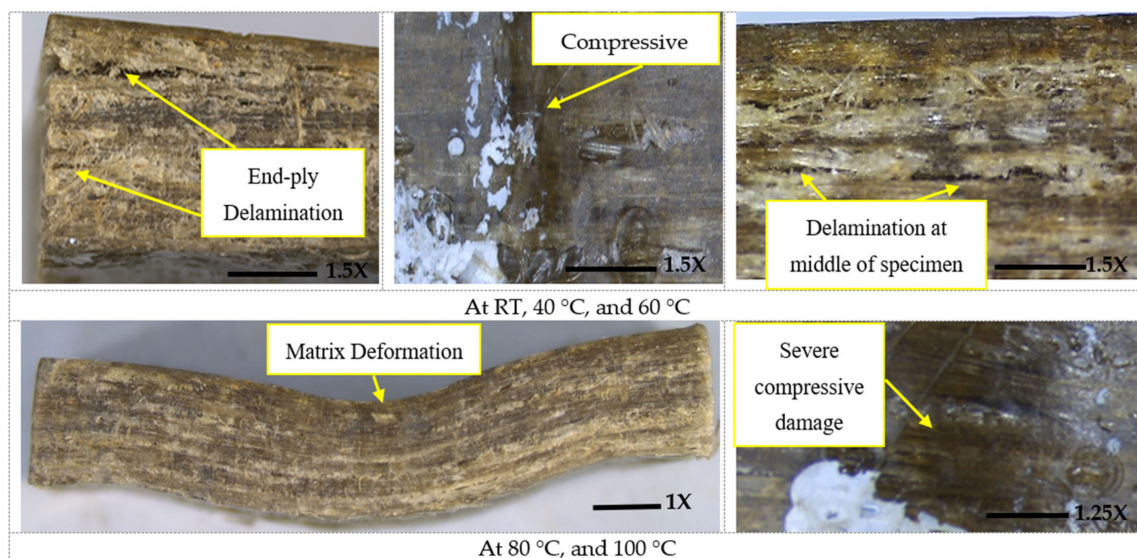 End-ply
Delamination
1.5X
Compressive
1.5X
Delamination at
middle of specimen
1.5X
At RT, 40 °C, and 60 °C
Matrix Deformation
1X
Severe
compressive
damage
1.25X
At 80 °C, and 100 °C